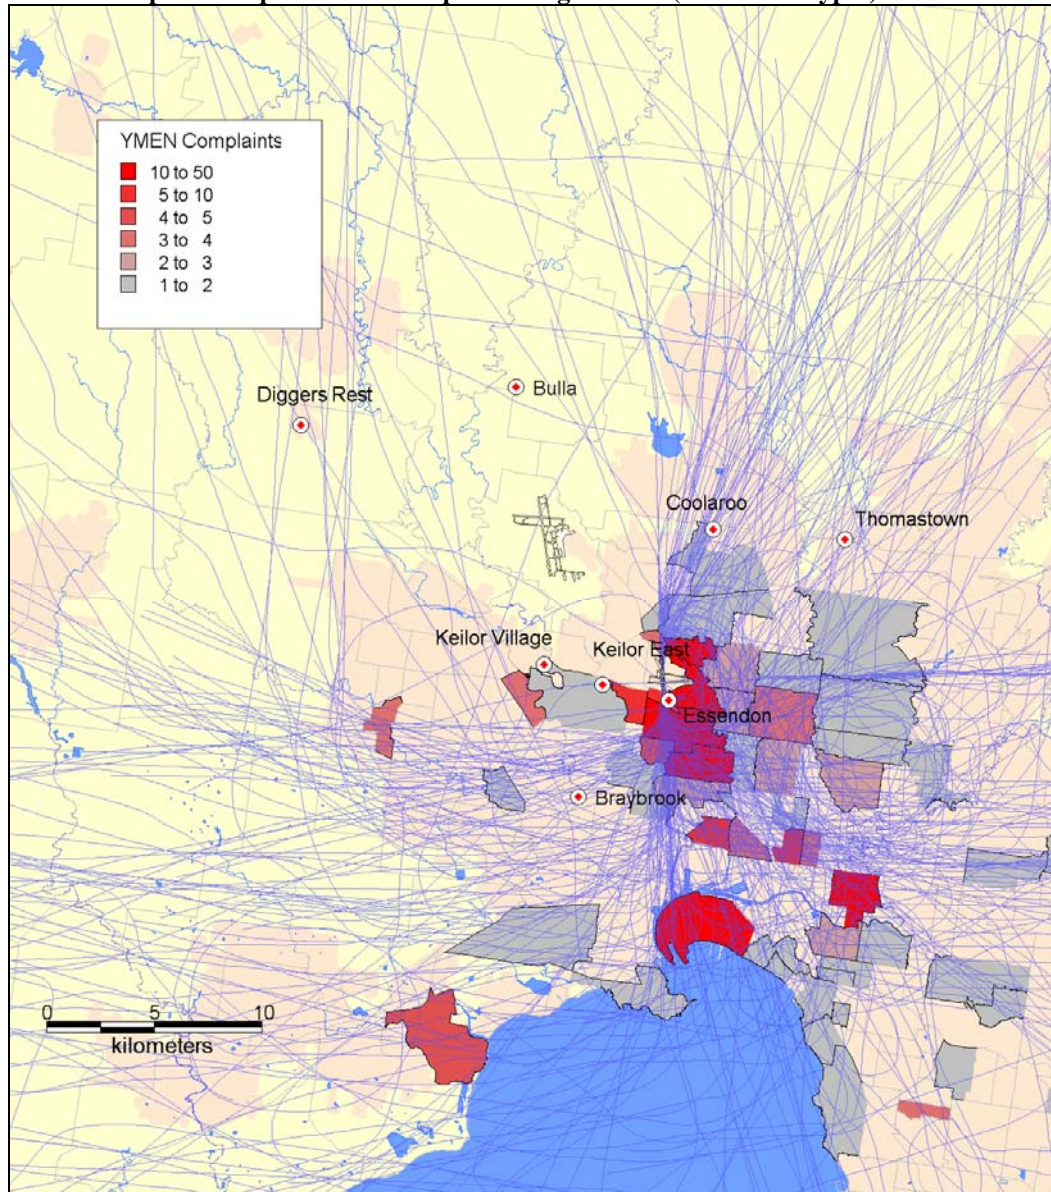 YMEN Complaints
10 to 50
5 to 10
4 to 5
3 to 4
2 to 3
1 to 2
Diggers Rest
Bulla
Coolaroo
Thomastown
Keilor Village
Keilor East
Essendon
Braybrook
0 5 10
kilometers